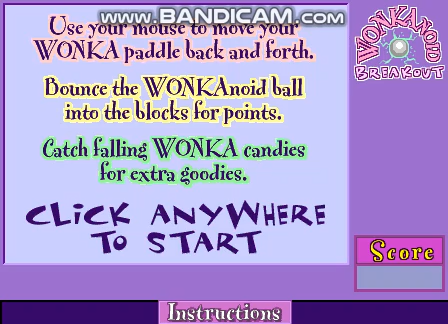 www.BANDICAM.com
Use your mouse to move your
WONKA paddle back and forth.
Bounce the WONKAnoid ball
into the blocks for points.
Catch falling WONKA candies
for extra goodies.
CLiCK ANYWHERE
TO START
WONKANOID
BREAKOUT
Score
Instructions